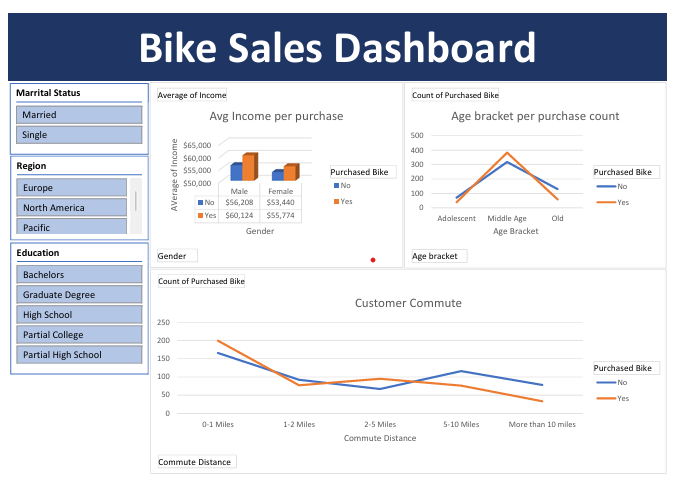 Bike Sales Dashboard
Marrital Status
Married
Single
Region
Europe
North America
Pacific
Education
Bachelors
Graduate Degree
High School
Partial College
Partial High School
Average of Income
Avg Income per purchase
AVerage of Income
$65,000
$60,000
$55,000
$50,000
Male Female
No $56,208 $53,440
Yes $60,124 $55,774
Gender
Purchased Bike
No
Yes
Gender
Count of Purchased Bike
Age bracket per purchase count
500
400
300
200
100
0
Adolescent Middle Age Old
Age Bracket
Purchased Bike
No
Yes
Age bracket
Count of Purchased Bike
Customer Commute
250
200
150
100
50
0
0-1 Miles 1-2 Miles 2-5 Miles 5-10 Miles More than 10 miles
Commute Distance
Purchased Bike
No
Yes
Commute Distance